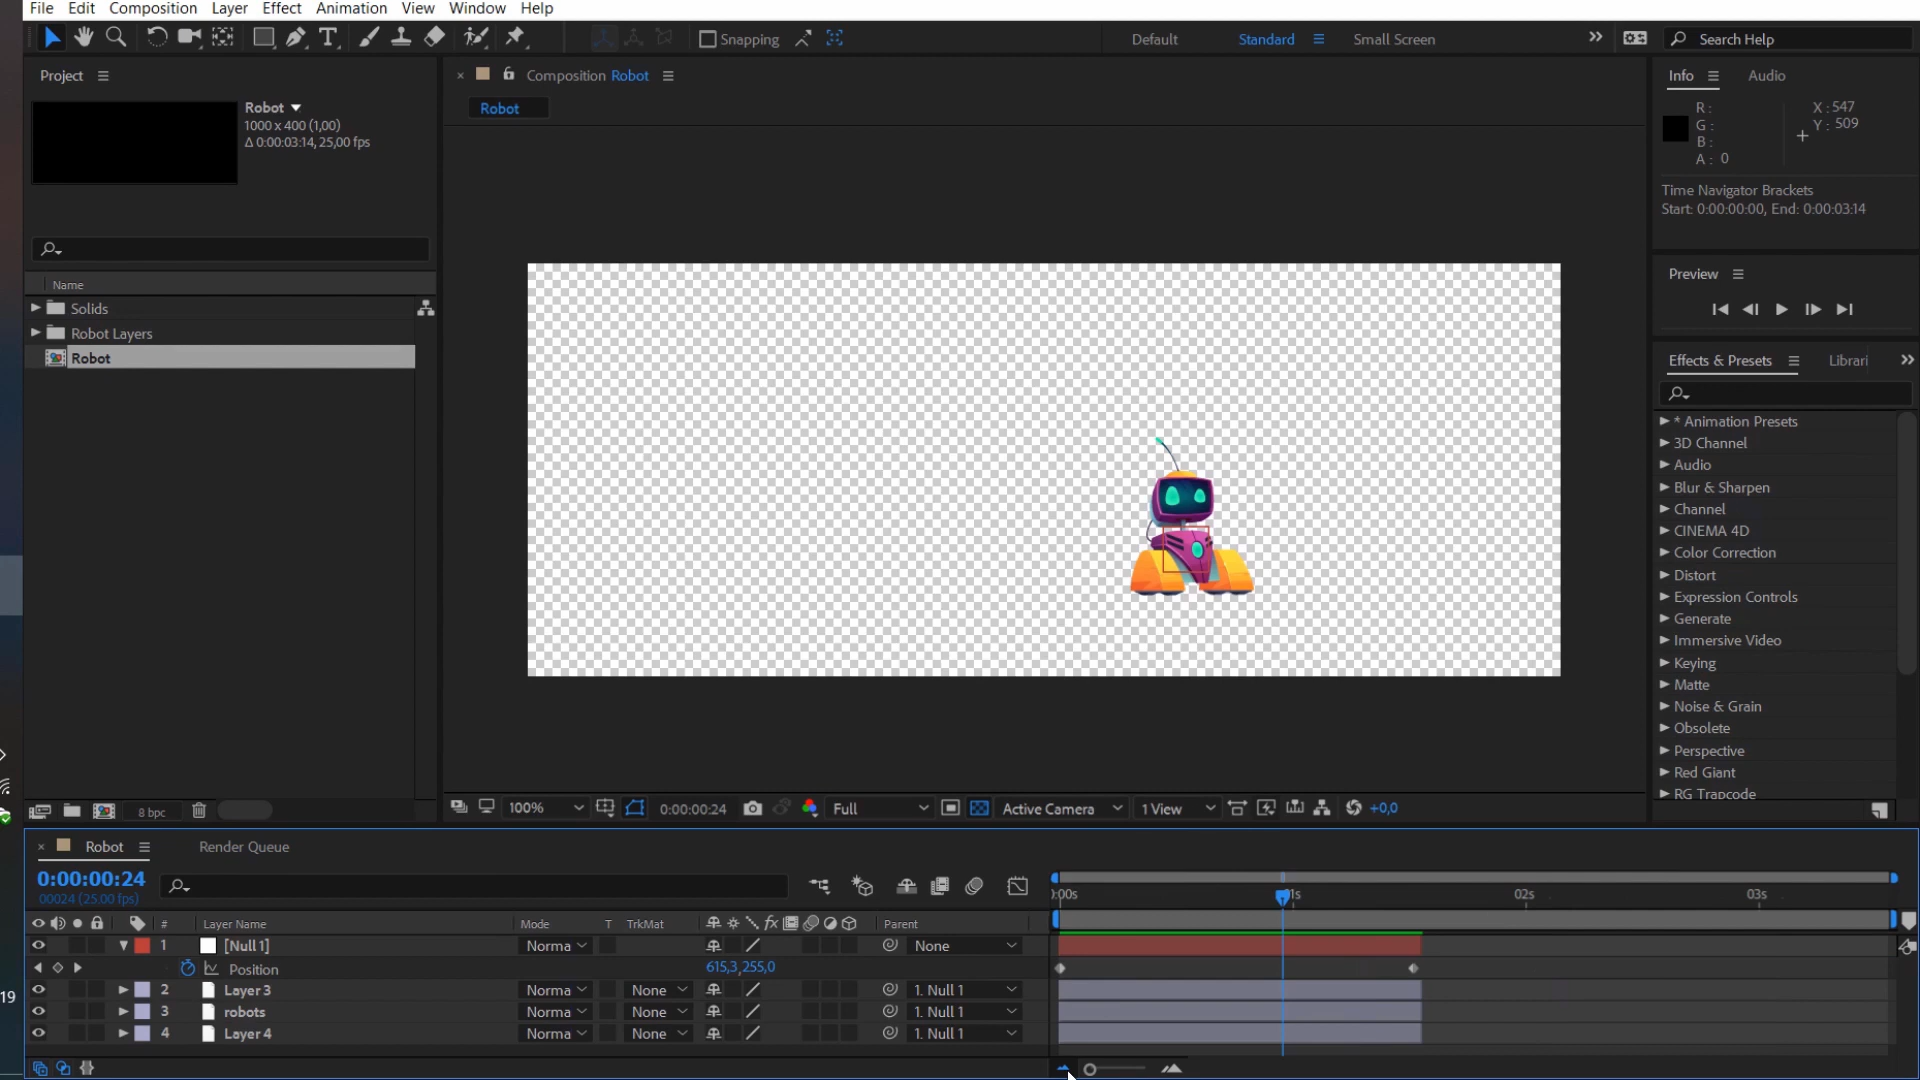 File Edit Composition Layer Effect Animation View Window Help
Snapping Default Standard Small Screen Search Help
Project
Robot
1000 x 400 (1,00)
Δ 0:00:03:14, 25,00 fps
Name
Solids
Robot Layers
Robot
8 bpc
Composition Robot
Robot
100% 0:00:00:24 Full Active Camera 1 View +0,0
Info Audio
R :
G :
B :
A : 0
X : 547
Y : 509
Time Navigator Brackets
Start: 0:00:00:00, End: 0:00:03:14
Preview
Effects & Presets Librari
* Animation Presets
3D Channel
Audio
Blur & Sharpen
Channel
CINEMA 4D
Color Correction
Distort
Expression Controls
Generate
Immersive Video
Keying
Matte
Noise & Grain
Obsolete
Perspective
Red Giant
RG Trapcode
Robot Render Queue
0:00:00:24
00024 (25.00 fps)
):00s 02s 03s
# Layer Name Mode T TrkMat Parent
1 [Null 1] Norma None
Position 615,3,255,0
2 Layer 3 Norma None 1. Null 1
3 robots Norma None 1. Null 1
4 Layer 4 Norma None 1. Null 1
19